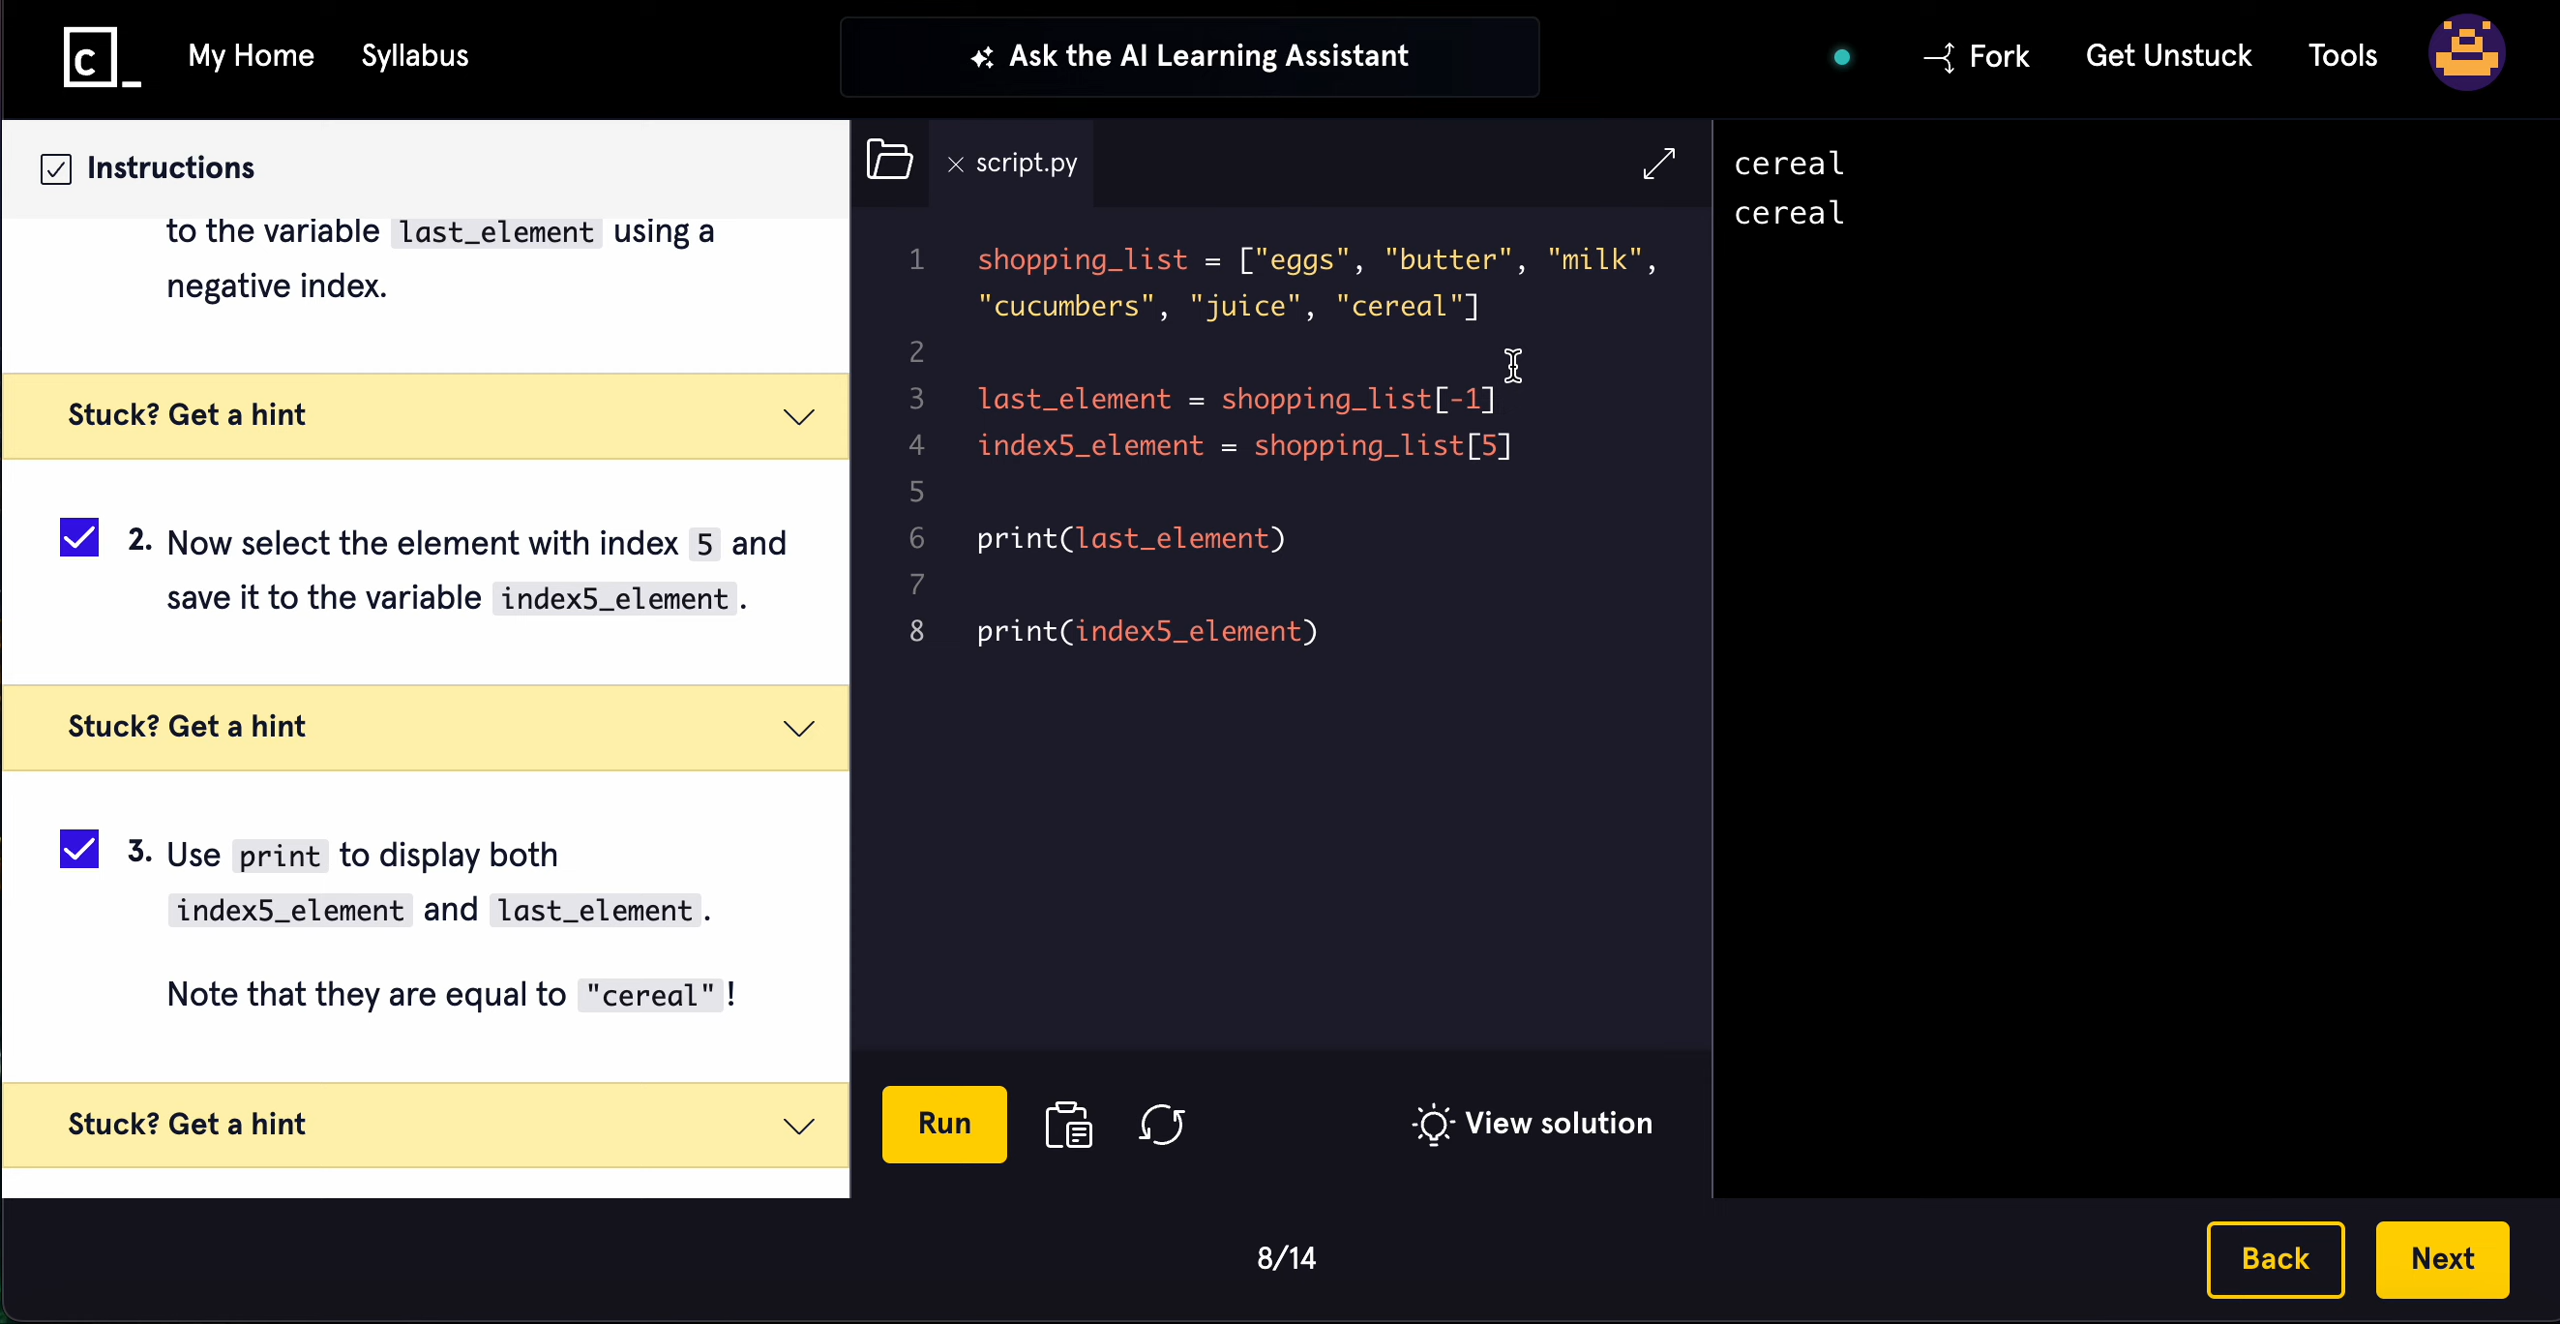 c_
My Home
Syllabus
Ask the AI Learning Assistant
Fork
Get Unstuck
Tools
Instructions
to the variable last_element using a
negative index.
Stuck? Get a hint
2. Now select the element with index 5 and
save it to the variable index5_element.
Stuck? Get a hint
3. Use print to display both
index5_element and last_element.
Note that they are equal to "cereal"!
Stuck? Get a hint
script.py
1 shopping_list = ["eggs", "butter", "milk",
"cucumbers", "juice", "cereal"]
2
3 last_element = shopping_list[-1]
4 index5_element = shopping_list[5]
5
6 print(last_element)
7
8 print(index5_element)
Run
View solution
cereal
cereal
8/14
Back
Next